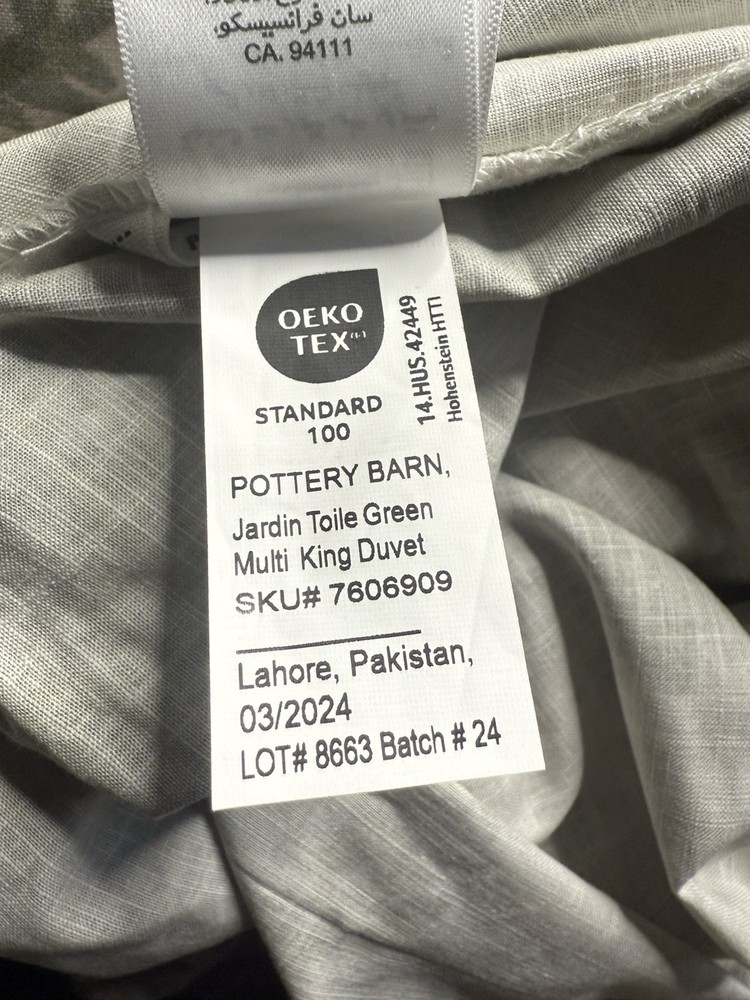 سان فرانسيسكو،
CA. 94111
OEKO
TEX®
STANDARD
100
14.HUS.42449
Hohenstein HTTI
POTTERY BARN,
Jardin Toile Green
Multi King Duvet
SKU# 7606909
Lahore, Pakistan,
03/2024
LOT# 8663 Batch # 24